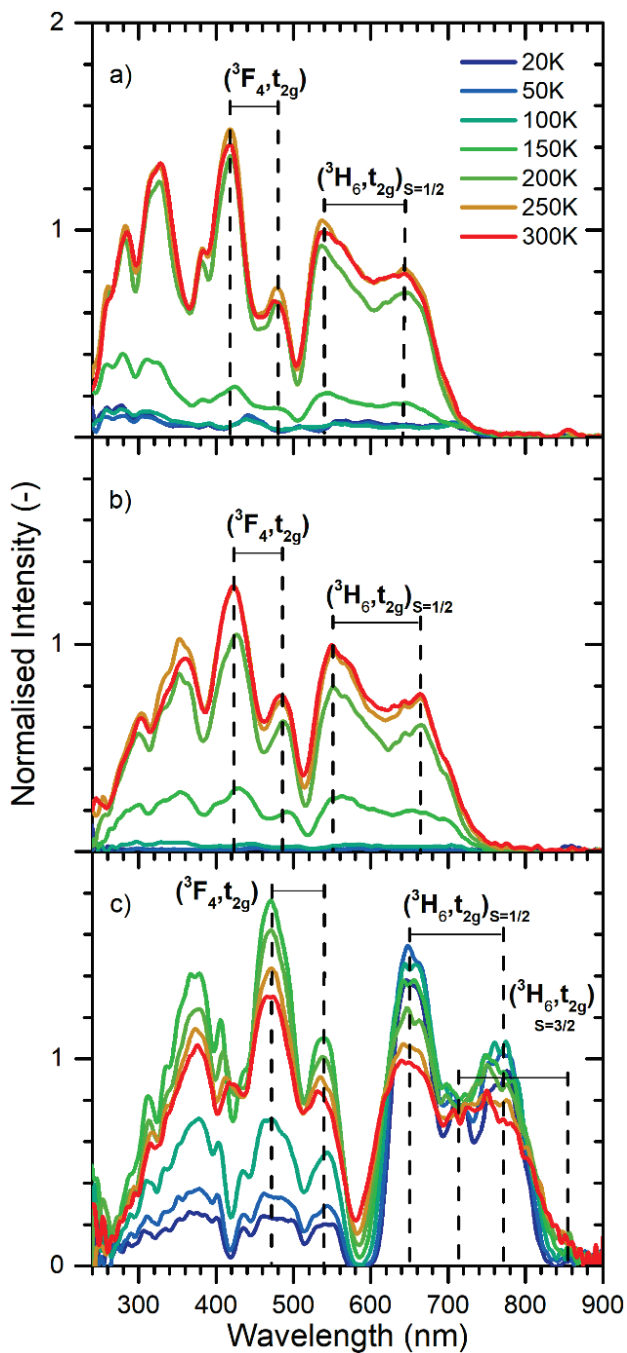 Normalised Intensity (-)
2
a)
(³F₄,t₂g)
(³H₆,t₂g)S=1/2
20K
50K
100K
150K
200K
250K
300K
1
b)
(³F₄,t₂g)
(³H₆,t₂g)S=1/2
1
c)
(³F₄,t₂g)
(³H₆,t₂g)S=1/2
(³H₆,t₂g)
S=3/2
1
0
300 400 500 600 700 800 900
Wavelength (nm)